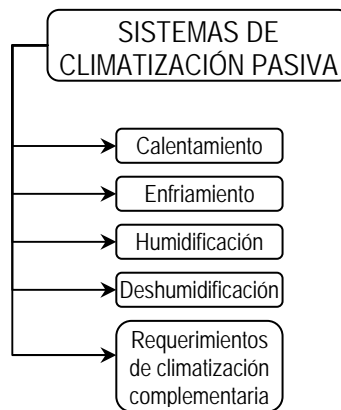 SISTEMAS DE
CLIMATIZACIÓN PASIVA
Calentamiento
Enfriamiento
Humidificación
Deshumidificación
Requerimientos
de climatización
complementaria